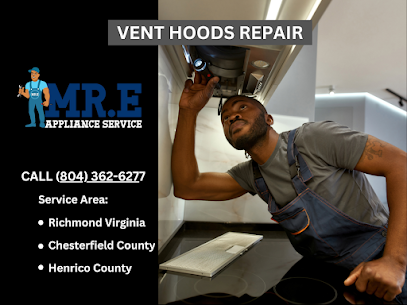 VENT HOODS REPAIR
MR.E
APPLIANCE SERVICE
CALL (804) 362-6277
Service Area:
Richmond Virginia
Chesterfield County
Henrico County